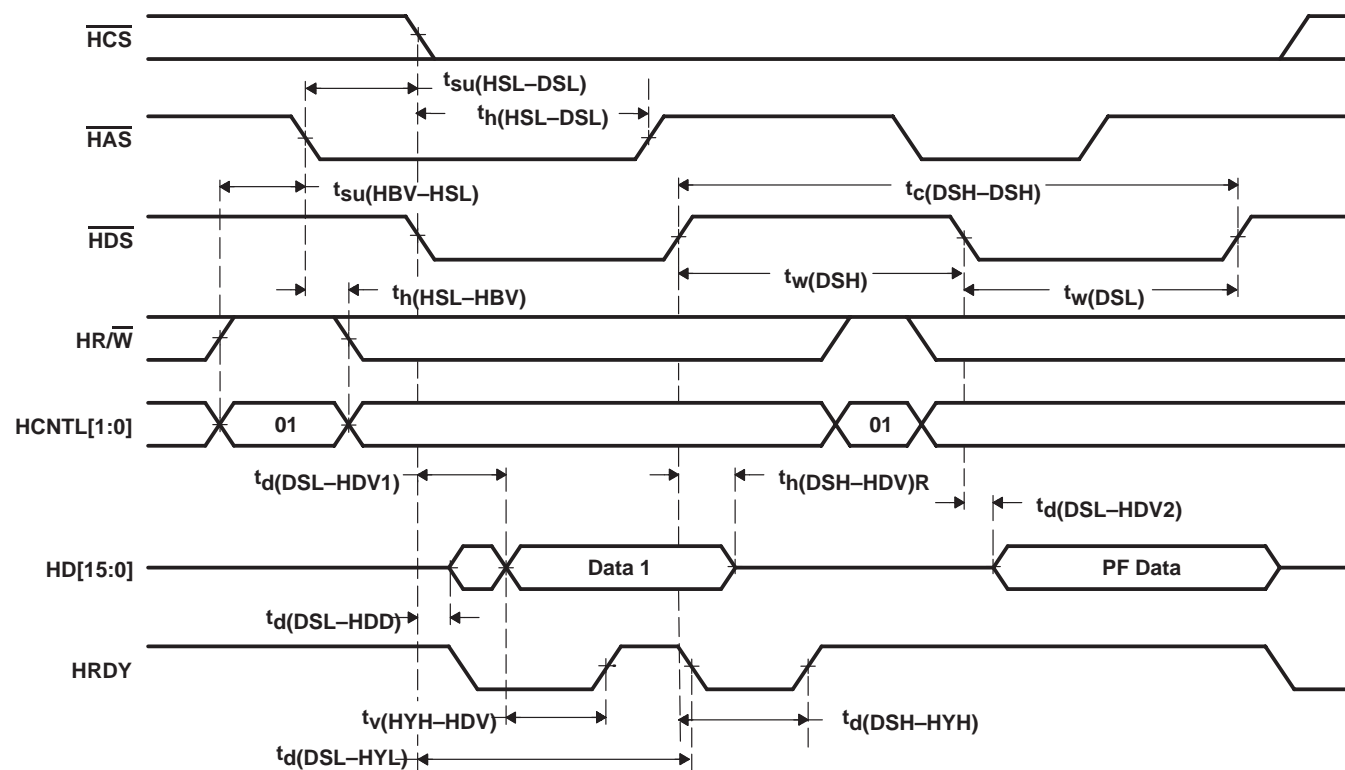 HCS
tsu(HSL–DSL)
th(HSL–DSL)
HAS
tsu(HBV–HSL)
tc(DSH–DSH)
HDS
tw(DSH)
th(HSL–HBV)
tw(DSL)
HR/W
HCNTL[1:0]
01
01
td(DSL–HDV1)
th(DSH–HDV)R
td(DSL–HDV2)
HD[15:0]
Data 1
PF Data
td(DSL–HDD)
HRDY
tv(HYH–HDV)
td(DSH–HYH)
td(DSL–HYL)